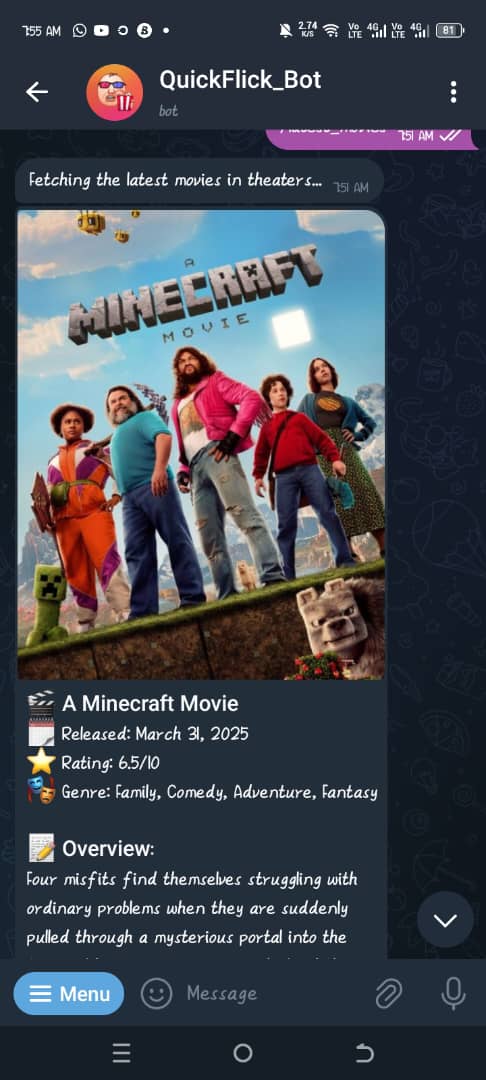 7:55 AM
2.74 K/S Vo LTE 4G Vo LTE 4G 81
QuickFlick_Bot
bot
7:51 AM
Fetching the latest movies in theaters... 7:51 AM
A
MINECRAFT
MOVIE
A Minecraft Movie
Released: March 31, 2025
Rating: 6.5/10
Genre: Family, Comedy, Adventure, Fantasy
Overview:
Four misfits find themselves struggling with
ordinary problems when they are suddenly
pulled through a mysterious portal into the
Menu
Message